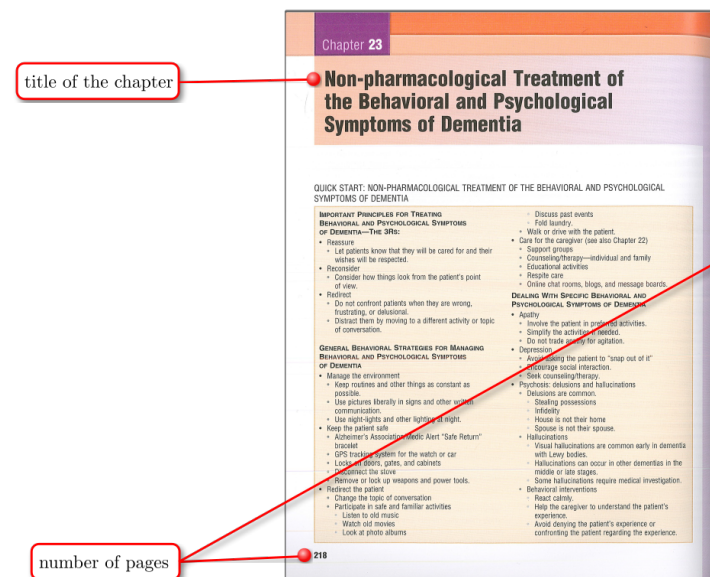 Chapter 23
title of the chapter
Non-pharmacological Treatment of
the Behavioral and Psychological
Symptoms of Dementia
QUICK START: NON-PHARMACOLOGICAL TREATMENT OF THE BEHAVIORAL AND PSYCHOLOGICAL
SYMPTOMS OF DEMENTIA
IMPORTANT PRINCIPLES FOR TREATING
BEHAVIORAL AND PSYCHOLOGICAL SYMPTOMS
OF DEMENTIA—THE 3RS:
• Reassure
◦ Let patients know that they will be cared for and their
wishes will be respected.
• Reconsider
◦ Consider how things look from the patient's point
of view.
• Redirect
◦ Do not confront patients when they are wrong,
frustrating, or delusional.
◦ Distract them by moving to a different activity or topic
of conversation.
GENERAL BEHAVIORAL STRATEGIES FOR MANAGING
BEHAVIORAL AND PSYCHOLOGICAL SYMPTOMS
OF DEMENTIA
• Manage the environment
◦ Keep routines and other things as constant as
possible.
◦ Use pictures liberally in signs and other written
communication.
◦ Use night-lights and other lighting at night.
• Keep the patient safe
◦ Alzheimer's Association Medic Alert "Safe Return"
bracelet
◦ GPS tracking system for the watch or car
◦ Locks on doors, gates, and cabinets
◦ Disconnect the stove
◦ Remove or lock up weapons and power tools.
• Redirect the patient
◦ Change the topic of conversation
◦ Participate in safe and familiar activities
◦ Listen to old music
◦ Watch old movies
◦ Look at photo albums
◦ Discuss past events
◦ Fold laundry.
◦ Walk or drive with the patient.
• Care for the caregiver (see also Chapter 22)
◦ Support groups
◦ Counseling/therapy—individual and family
◦ Educational activities
◦ Respite care
◦ Online chat rooms, blogs, and message boards.
DEALING WITH SPECIFIC BEHAVIORAL AND
PSYCHOLOGICAL SYMPTOMS OF DEMENTIA
• Apathy
◦ Involve the patient in preferred activities.
◦ Simplify the activities if needed.
◦ Do not trade apathy for agitation.
• Depression
◦ Avoid asking the patient to "snap out of it"
◦ Encourage social interaction.
◦ Seek counseling/therapy.
• Psychosis: delusions and hallucinations
◦ Delusions are common.
◦ Stealing possessions
◦ Infidelity
◦ House is not their home
◦ Spouse is not their spouse.
◦ Hallucinations
◦ Visual hallucinations are common early in dementia
with Lewy bodies.
◦ Hallucinations can occur in other dementias in the
middle or late stages.
◦ Some hallucinations require medical investigation.
◦ Behavioral interventions
◦ React calmly.
◦ Help the caregiver to understand the patient's
experience.
◦ Avoid denying the patient's experience or
confronting the patient regarding the experience.
number of pages
218